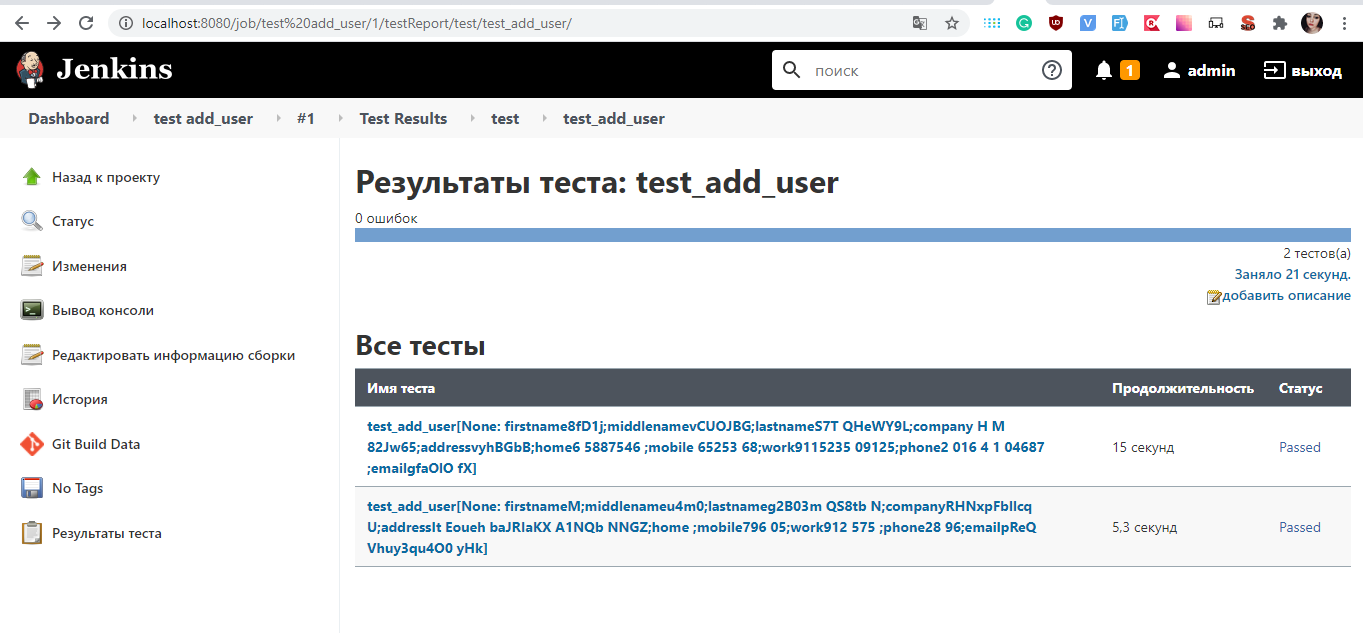 localhost:8080/job/test%20add_user/1/testReport/test/test_add_user/
Jenkins
поиск
1
admin
выход
Dashboard
test add_user
#1
Test Results
test
test_add_user
Назад к проекту
Статус
Изменения
Вывод консоли
Редактировать информацию сборки
История
Git Build Data
No Tags
Результаты теста
Результаты теста: test_add_user
0 ошибок
2 тестов(а)
Заняло 21 секунд.
добавить описание
Все тесты
Имя теста Продолжительность Статус
test_add_user[None: firstname8fD1j;middlenamevCUOJBG;lastnameS7T QHeWY9L;company H M
82Jw65;addressvyhBGbB;home6 5887546 ;mobile 65253 68;work9115235 09125;phone2 016 4 1 04687
;emailgfaOlO fX]
15 секунд
Passed
test_add_user[None: firstnameM;middlenameu4m0;lastnameg2B03m QS8tb N;companyRHNxpFbIlcq
U;addressIt Eoueh baJRlaKX A1NQb NNGZ;home ;mobile796 05;work912 575 ;phone28 96;emailpReQ
Vhuy3qu4O0 yHk]
5,3 секунд
Passed